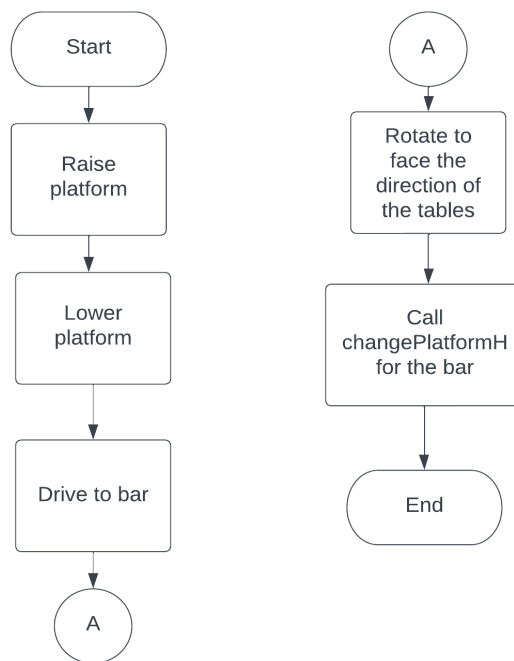 Start
Raise
platform
Lower
platform
Drive to bar
A
A
Rotate to
face the
direction of
the tables
Call
changePlatformH
for the bar
End